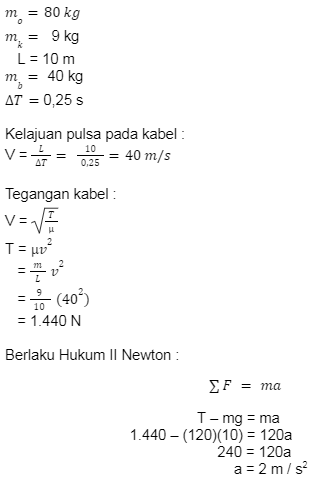 m_o = 80 kg
m_k = 9 kg
L = 10 m
m_b = 40 kg
ΔT = 0,25 s
Kelajuan pulsa pada kabel :
V = L/ΔT = 10/0,25 = 40 m/s
Tegangan kabel :
V = √(T/μ)
T = μv²
= m/L v²
= 9/10 (40²)
= 1.440 N
Berlaku Hukum II Newton :
∑F = ma
T – mg = ma
1.440 – (120)(10) = 120a
240 = 120a
a = 2 m / s²